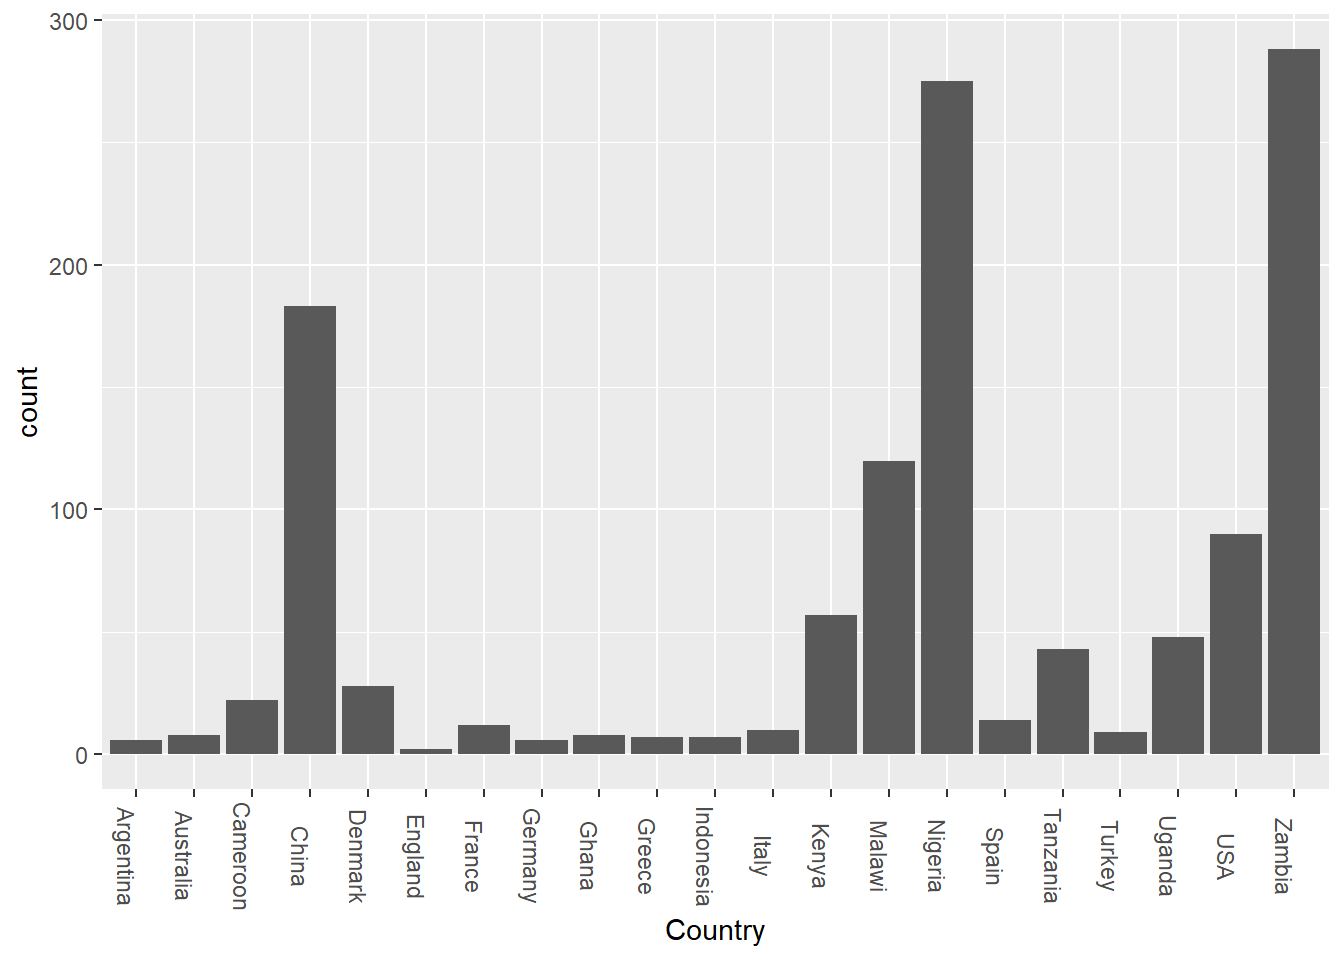 300
200
100
0
count
Argentina
Australia
Cameroon
China
Denmark
England
France
Germany
Ghana
Greece
Indonesia
Italy
Kenya
Malawi
Nigeria
Spain
Tanzania
Turkey
Uganda
USA
Zambia
Country